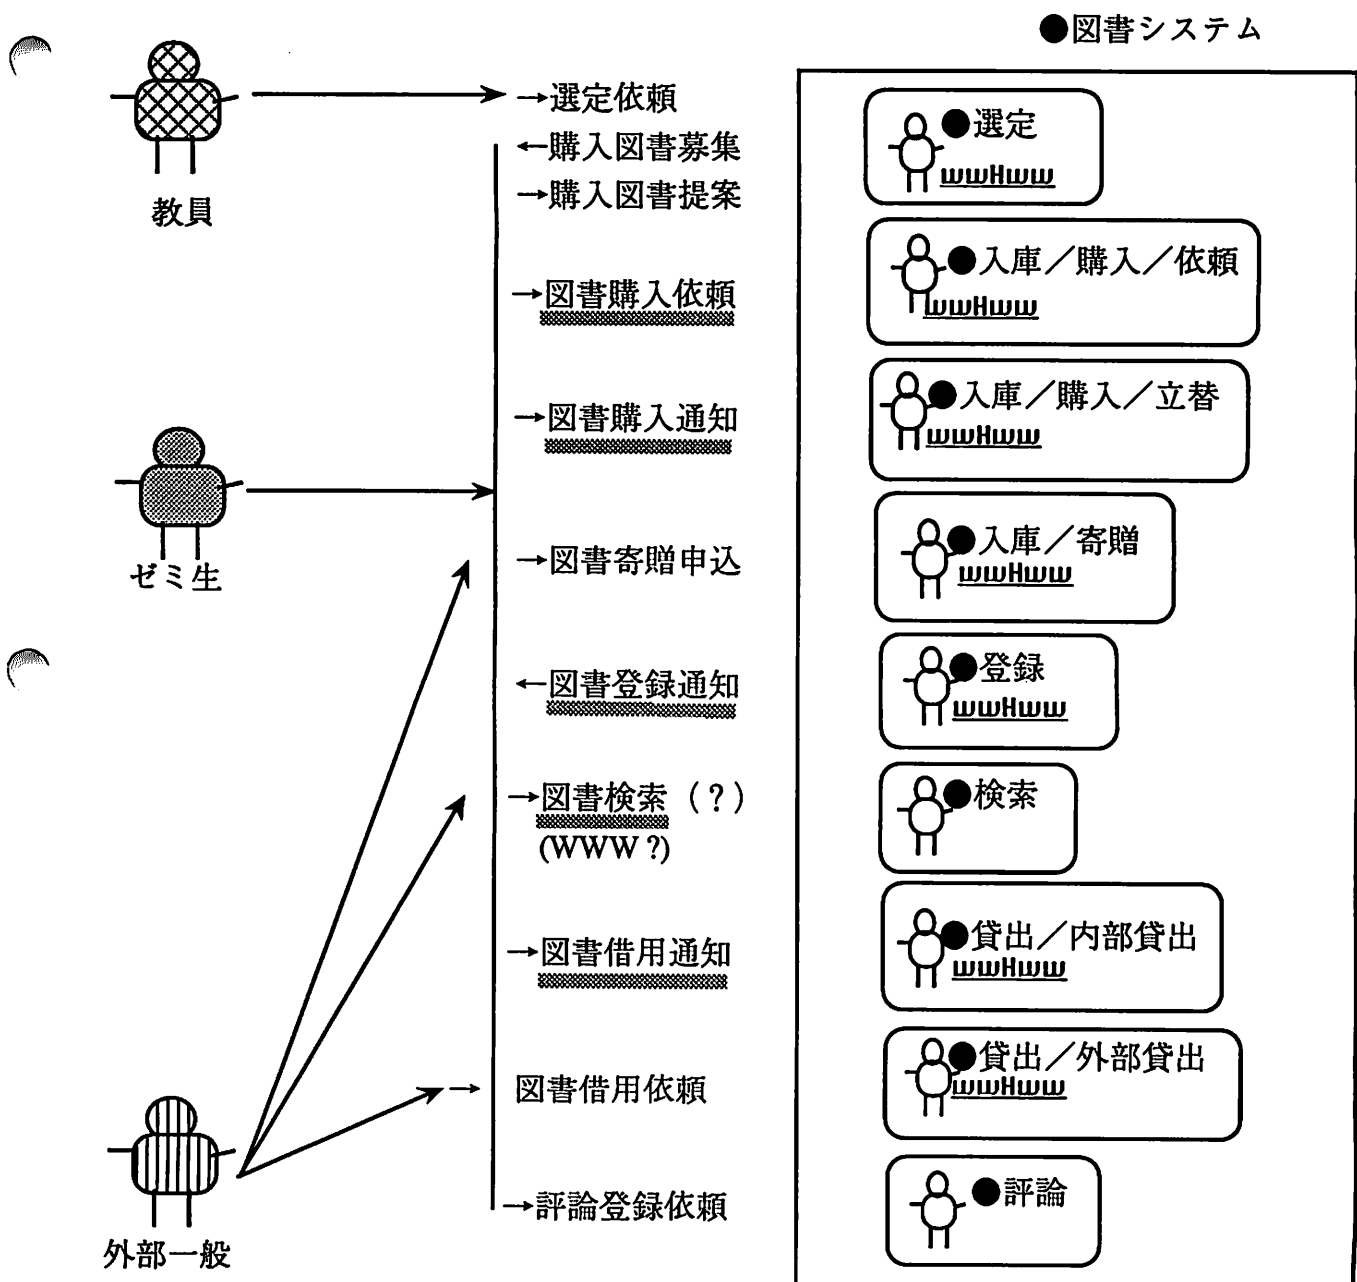 ●図書システム
→選定依頼
←購入図書募集
→購入図書提案
教員
→図書購入依頼
→図書購入通知
ゼミ生
→図書寄贈申込
←図書登録通知
→図書検索（？）
(WWW？)
→図書借用通知
→図書借用依頼
→評論登録依頼
外部一般
●選定
wwHww
●入庫／購入／依頼
wwHww
●入庫／購入／立替
wwHww
●入庫／寄贈
wwHww
●登録
wwHww
●検索
●貸出／内部貸出
wwHww
●貸出／外部貸出
wwHww
●評論